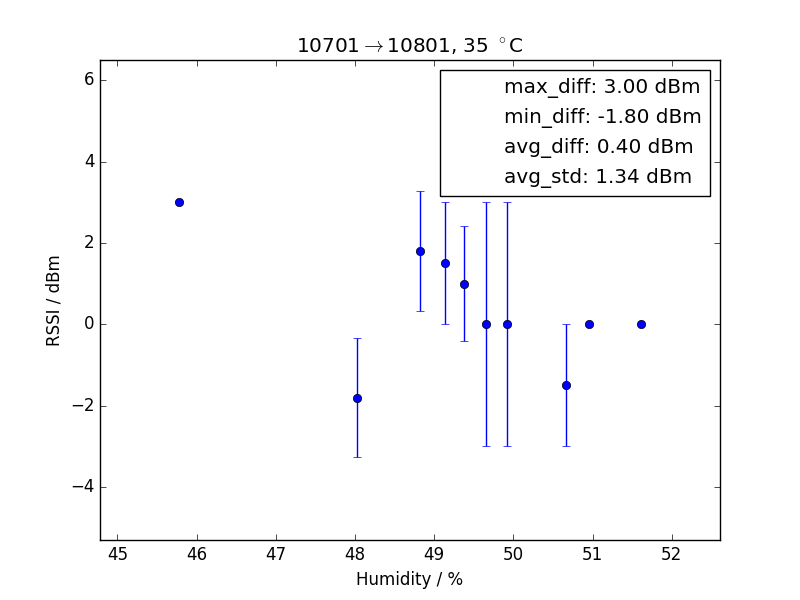 10701→10801, 35 °C
max_diff: 3.00 dBm
min_diff: -1.80 dBm
avg_diff: 0.40 dBm
avg_std: 1.34 dBm
6
4
2
0
−2
−4
RSSI / dBm
45 46 47 48 49 50 51 52
Humidity / %